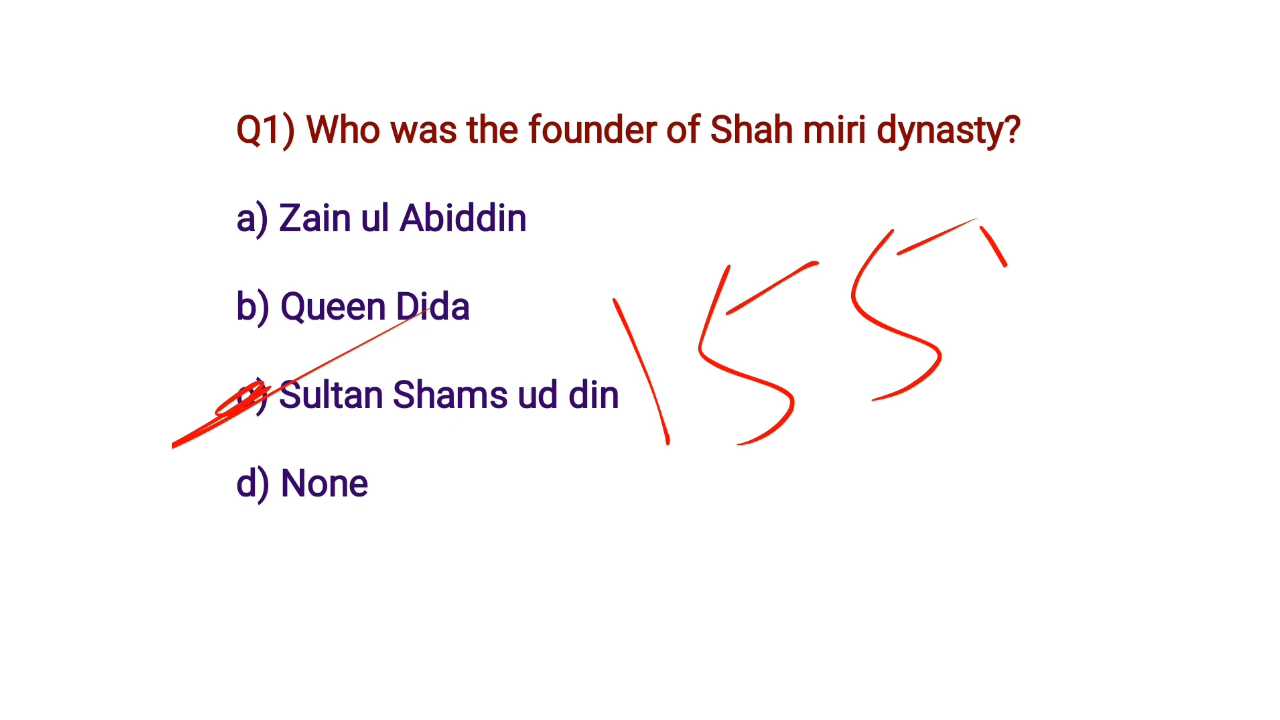 Q1) Who was the founder of Shah miri dynasty?
a) Zain ul Abiddin
b) Queen Dida
c) Sultan Shams ud din
155
d) None